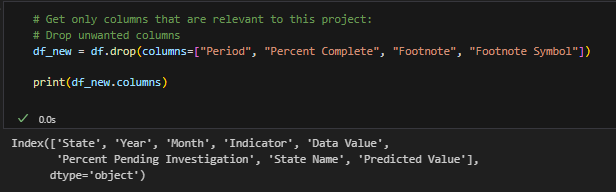 # Get only columns that are relevant to this project:
# Drop unwanted columns
df_new = df.drop(columns=["Period", "Percent Complete", "Footnote", "Footnote Symbol"])
print(df_new.columns)
✓ 0.0s
Index(['State', 'Year', 'Month', 'Indicator', 'Data Value',
'Percent Pending Investigation', 'State Name', 'Predicted Value'],
dtype='object')